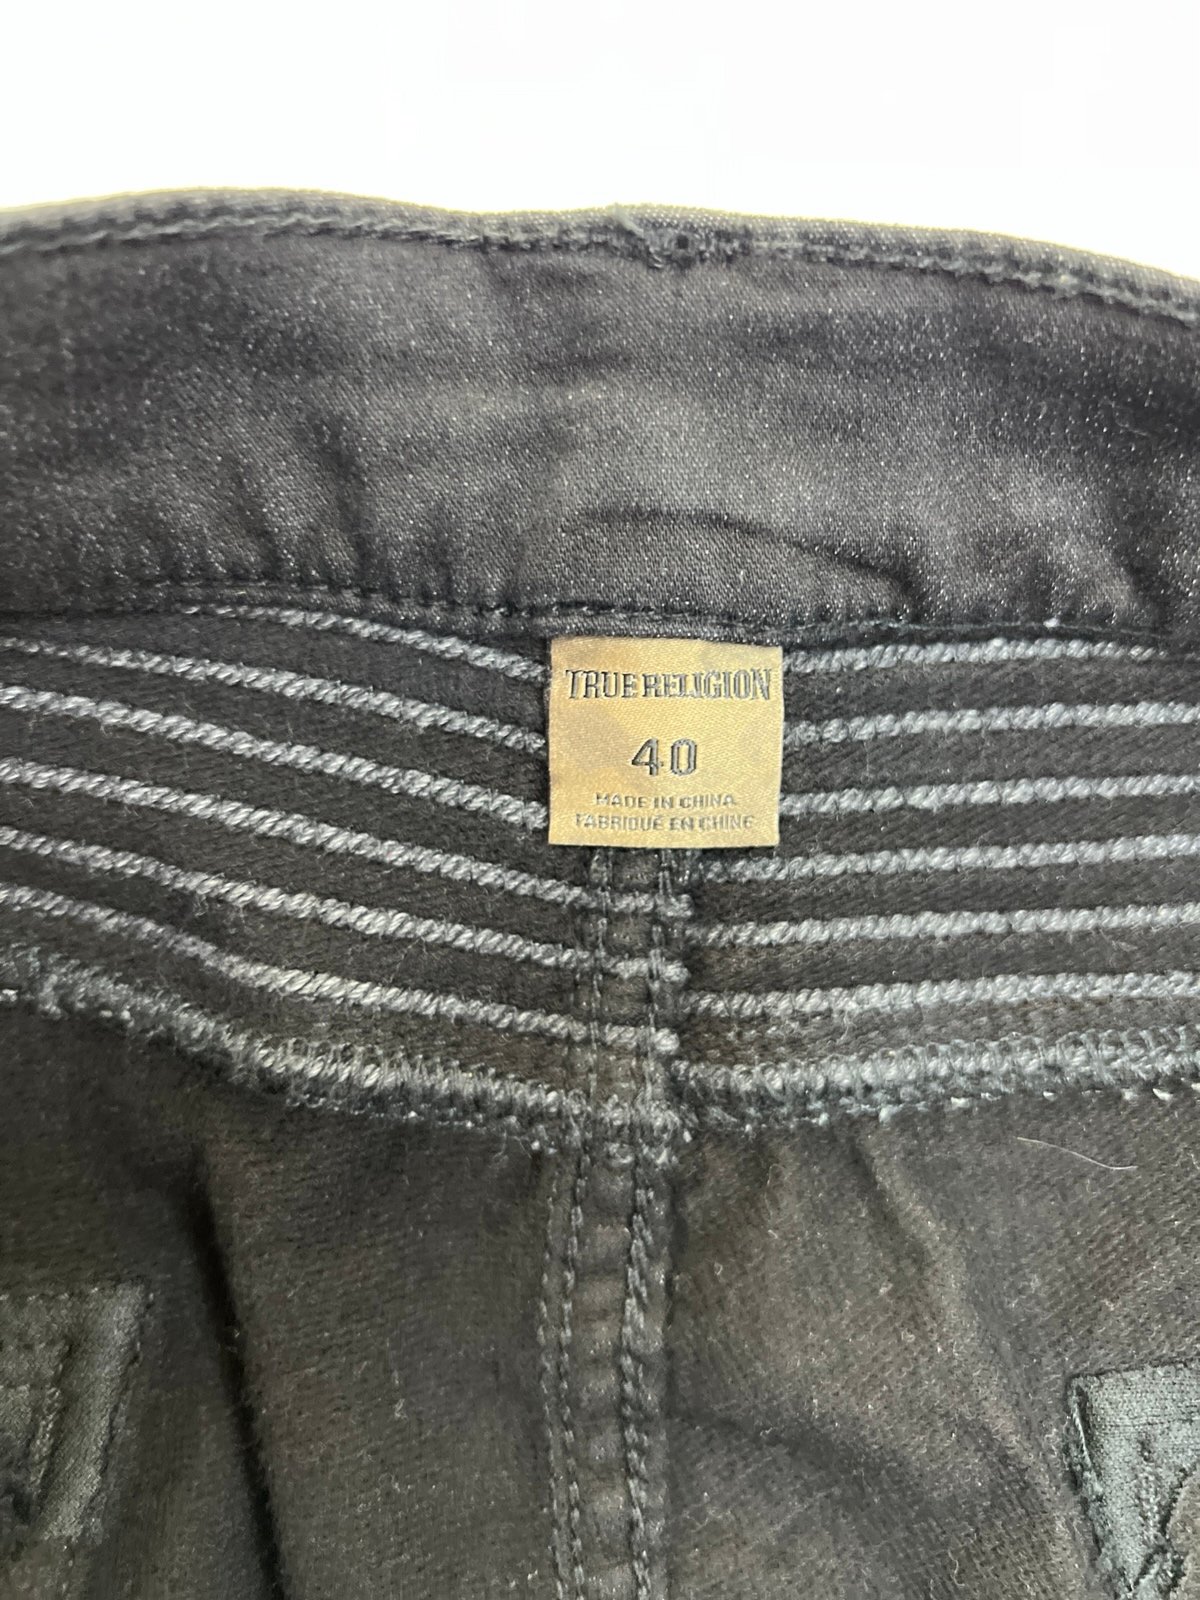 TRUE RELIGION
40
MADE IN CHINA
FABRIQUÉ EN CHINE